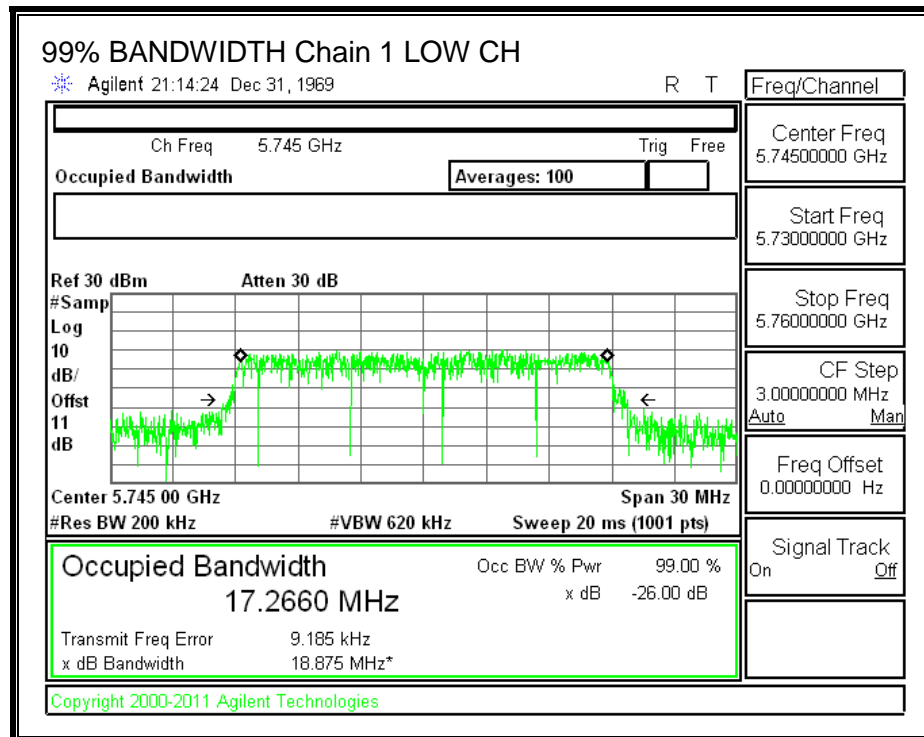 99% BANDWIDTH Chain 1 LOW CH
Agilent 21:14:24 Dec 31, 1969 R T
Freq/Channel
Ch Freq 5.745 GHz Trig Free
Occupied Bandwidth Averages: 100
Center Freq
5.74500000 GHz
Start Freq
5.73000000 GHz
Stop Freq
5.76000000 GHz
CF Step
3.00000000 MHz
Auto Man
Freq Offset
0.00000000 Hz
Signal Track
On Off
Ref 30 dBm Atten 30 dB
#Samp
Log
10
dB/
Offst
11
dB
Center 5.745 00 GHz Span 30 MHz
#Res BW 200 kHz #VBW 620 kHz Sweep 20 ms (1001 pts)
Occupied Bandwidth Occ BW % Pwr 99.00 %
17.2660 MHz x dB -26.00 dB
Transmit Freq Error 9.185 kHz
x dB Bandwidth 18.875 MHz*
Copyright 2000-2011 Agilent Technologies